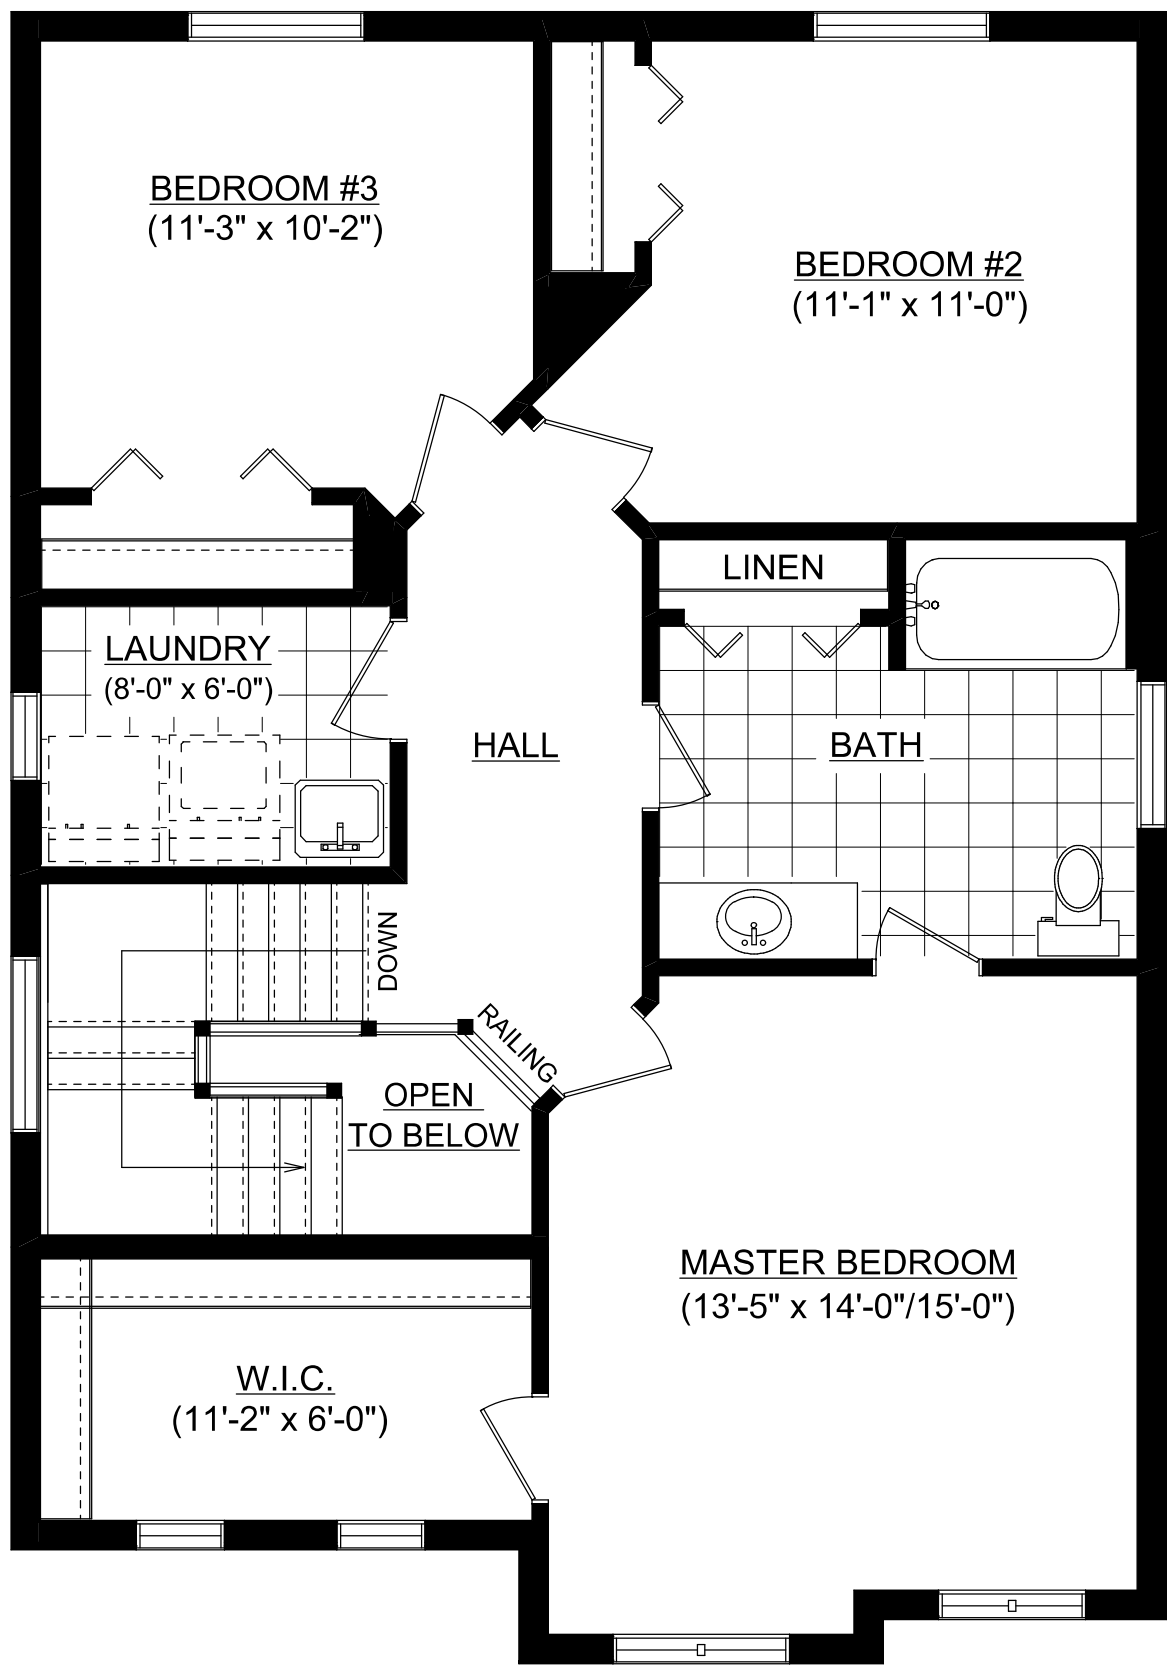 BEDROOM #3
(11'-3" x 10'-2")
BEDROOM #2
(11'-1" x 11'-0")
LINEN
LAUNDRY
(8'-0" x 6'-0")
HALL
BATH
DOWN
RAILING
OPEN
TO BELOW
MASTER BEDROOM
(13'-5" x 14'-0"/15'-0")
W.I.C.
(11'-2" x 6'-0")